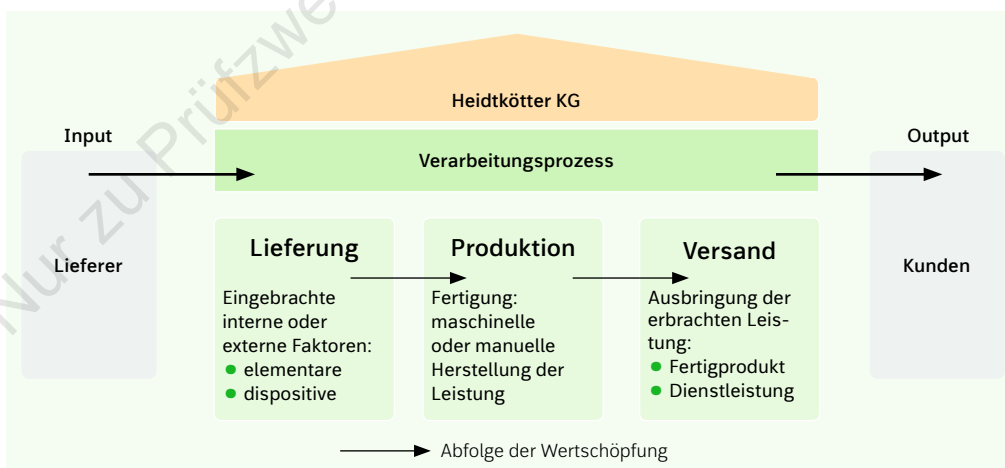 Nur zu Prüfzwe
Heidtkötter KG
Input
Output
Verarbeitungsprozess
Lieferer
Kunden
Lieferung
Eingebrachte
interne oder
externe Faktoren:
elementare
dispositive
Produktion
Fertigung:
maschinelle
oder manuelle
Herstellung der
Leistung
Versand
Ausbringung der
erbrachten Leis-
tung:
Fertigprodukt
Dienstleistung
Abfolge der Wertschöpfung